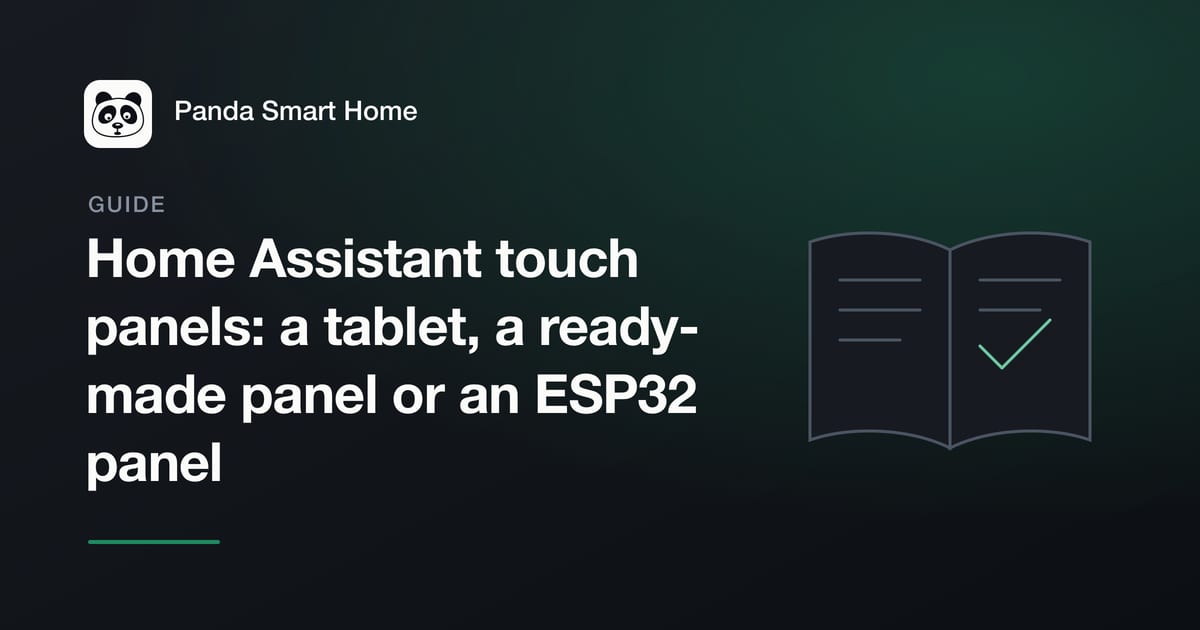 Panda Smart Home
GUIDE
Home Assistant touch
panels: a tablet, a ready-
made panel or an ESP32
panel